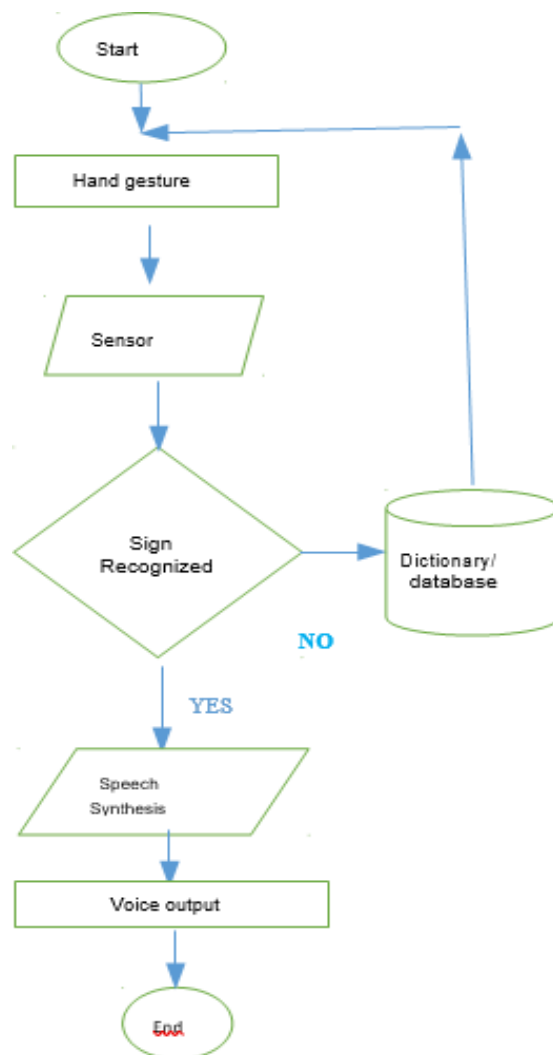 Start
Hand gesture
Sensor
Sign
Recognized
Dictionary/
database
NO
YES
Speech
Synthesis
Voice output
End